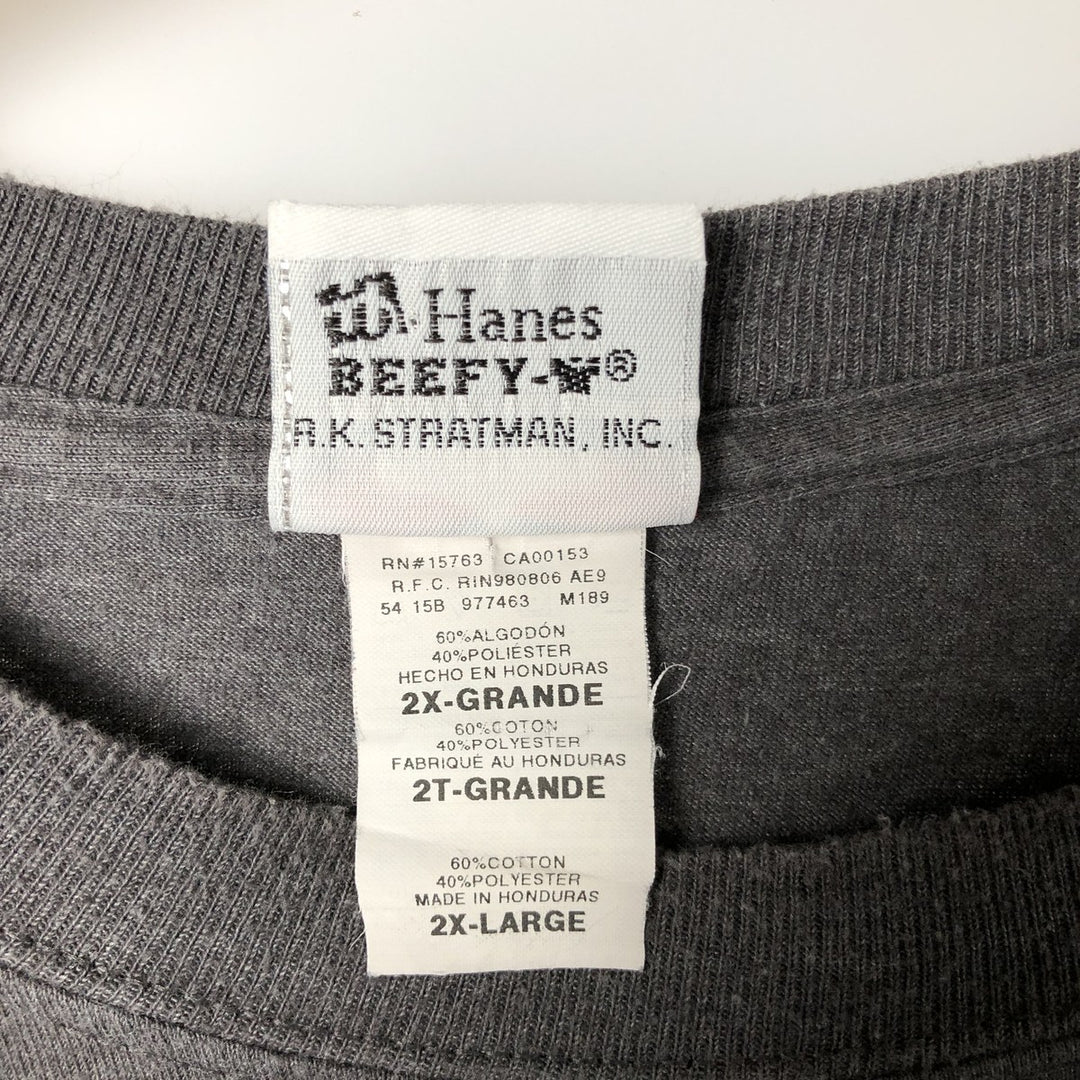 Hanes
BEEFY-T®
R.K. STRATMAN, INC.
RN#15763 CA00153
R.F.C. RIN980806 AE9
54 15B 977463 M189
60%ALGODÓN
40%POLIÉSTER
HECHO EN HONDURAS
2X-GRANDE
60%COTON
40%POLYESTER
FABRIQUÉ AU HONDURAS
2T-GRANDE
60%COTTON
40%POLYESTER
MADE IN HONDURAS
2X-LARGE